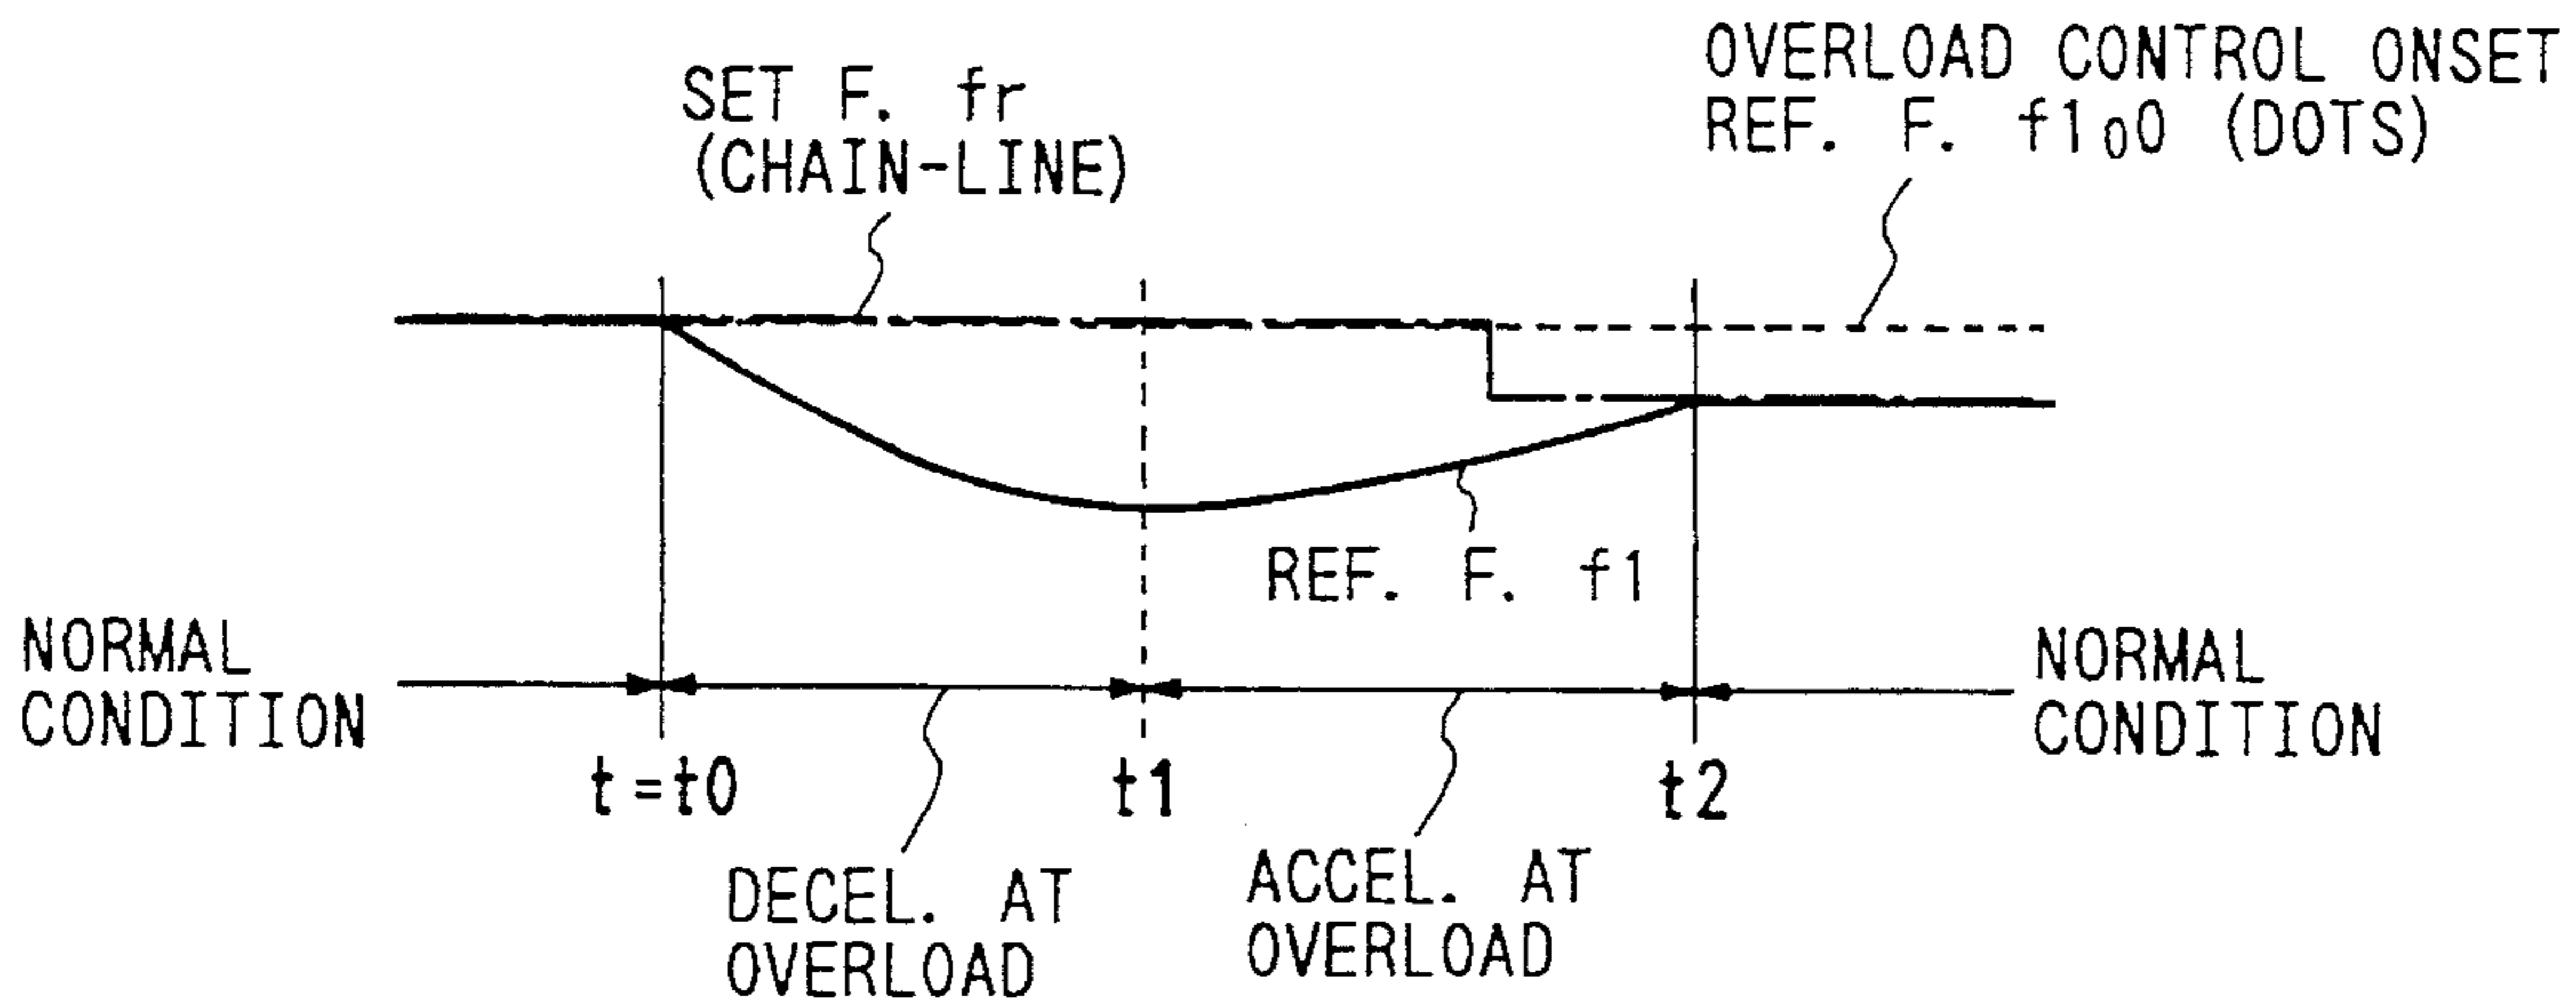 SET F. fr
(CHAIN-LINE)
OVERLOAD CONTROL ONSET
REF. F. f1₀0 (DOTS)
REF. F. f1
NORMAL
CONDITION
NORMAL
CONDITION
t=t0
t1
t2
DECEL. AT
OVERLOAD
ACCEL. AT
OVERLOAD